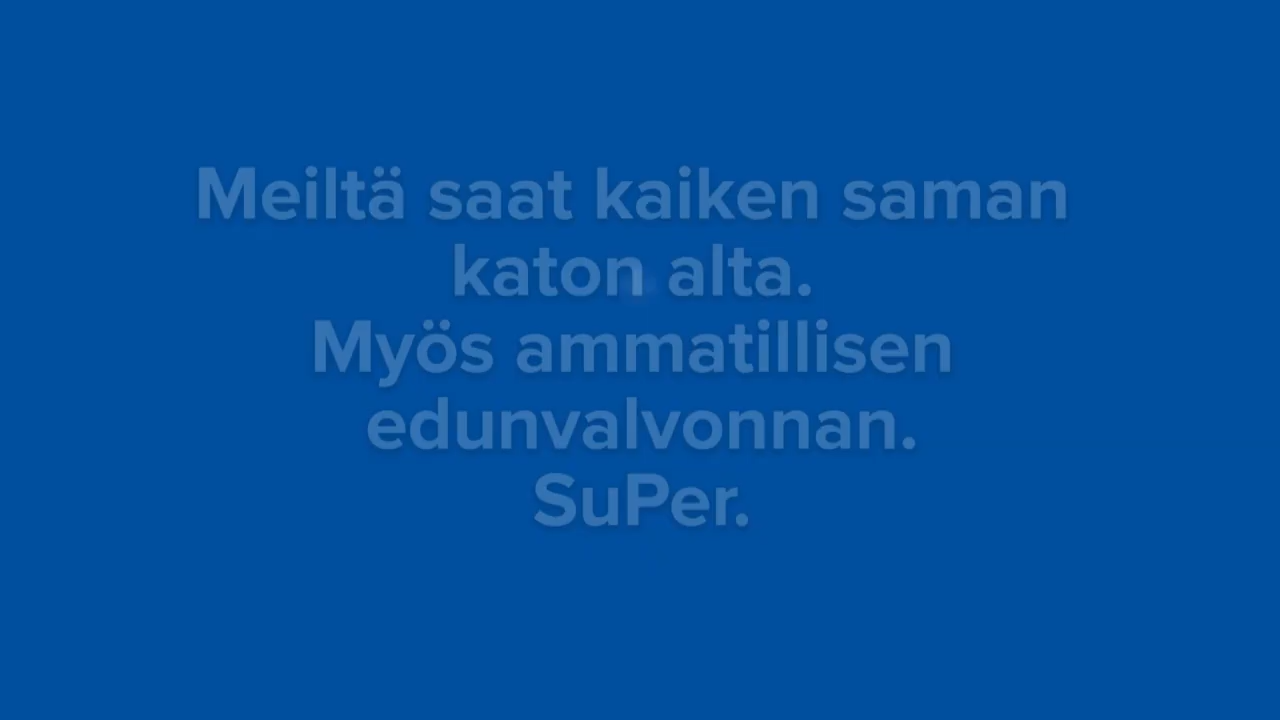 Meiltä saat kaiken saman
katon alta.
Myös ammatillisen
edunvalvonnan.
SuPer.